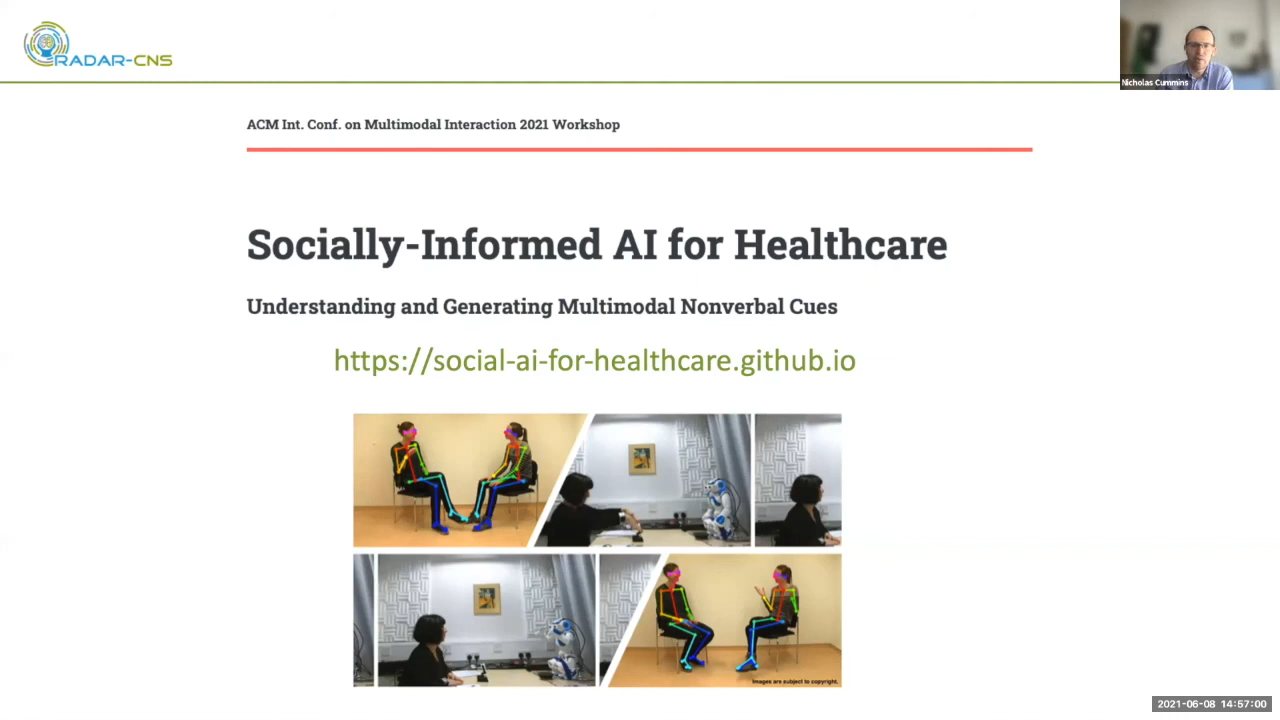 RADAR-CNS
Nicholas Cummins
ACM Int. Conf. on Multimodal Interaction 2021 Workshop
Socially-Informed AI for Healthcare
Understanding and Generating Multimodal Nonverbal Cues
https://social-ai-for-healthcare.github.io
Images are subject to copyright.
2021-06-08 14:57:00